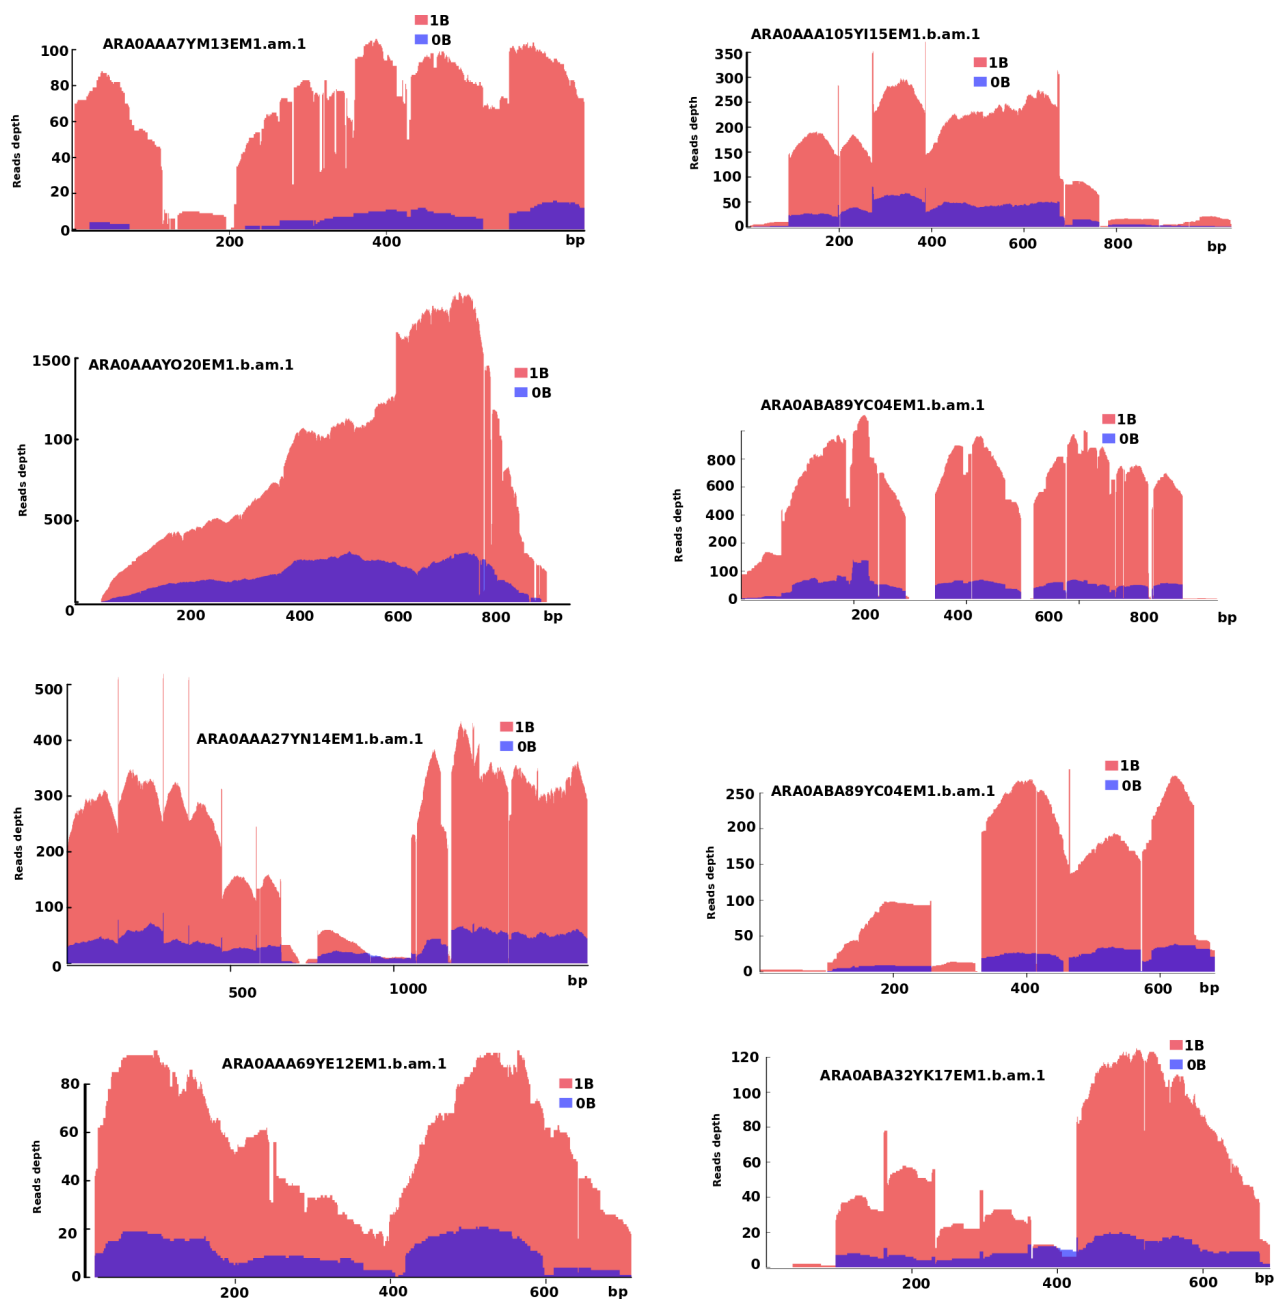 ARA0AAA7YM13EM1.am.1
1B
0B
100
80
60
40
20
0
Reads depth
200
400
bp
ARA0AAA105YI15EM1.b.am.1
1B
0B
350
300
250
200
150
100
50
0
Reads depth
200
400
600
800
bp
ARA0AAAYO20EM1.b.am.1
1B
0B
1500
100
500
0
Reads depth
200
400
600
800
bp
ARA0ABA89YC04EM1.b.am.1
1B
0B
800
600
400
200
100
0
Reads depth
200
400
600
800
bp
ARA0AAA27YN14EM1.b.am.1
1B
0B
500
400
300
200
100
0
Reads depth
500
1000
bp
ARA0ABA89YC04EM1.b.am.1
1B
0B
250
200
150
100
50
0
Reads depth
200
400
600
bp
ARA0AAA69YE12EM1.b.am.1
1B
0B
80
60
40
20
0
Reads depth
200
400
600
bp
ARA0ABA32YK17EM1.b.am.1
1B
0B
120
100
80
60
40
20
0
Reads depth
200
400
600
bp